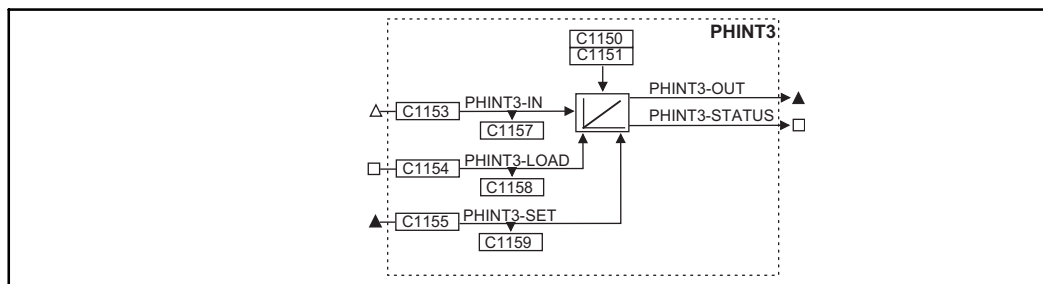 PHINT3
C1150
C1151
PHINT3-OUT
C1153 PHINT3-IN
PHINT3-STATUS
C1157
C1154 PHINT3-LOAD
C1158
C1155 PHINT3-SET
C1159